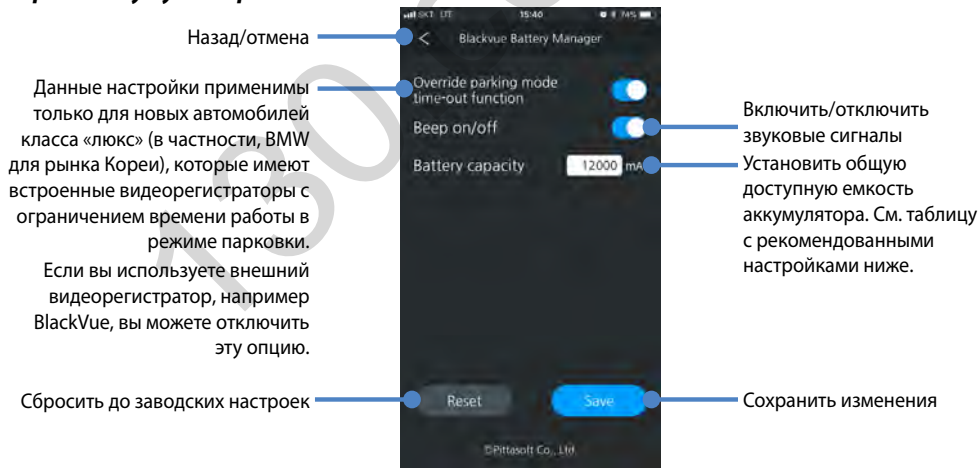 SKT LTE 15:40 74%
Назад/отмена
Blackvue Battery Manager
Данные настройки применимы
только для новых автомобилей
класса «люкс» (в частности, BMW
для рынка Кореи), которые имеют
встроенные видеорегистраторы с
ограничением времени работы в
режиме парковки.
Если вы используете внешний
видеорегистратор, например
BlackVue, вы можете отключить
эту опцию.
Override parking mode
time-out function
Beep on/off
Battery capacity 12000 mA
Включить/отключить
звуковые сигналы
Установить общую
доступную емкость
аккумулятора. См. таблицу
с рекомендованными
настройками ниже.
Сбросить до заводских настроек
Reset
Save
Сохранить изменения
©Pittasoft Co., Ltd.
130